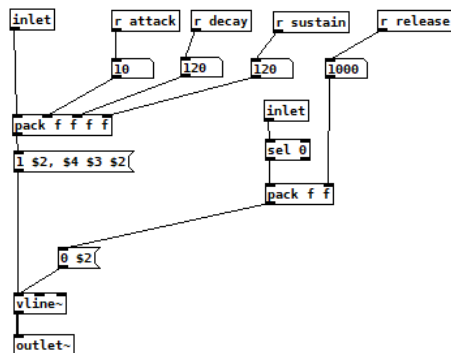 inlet
r attack
r decay
r sustain
r release
10
120
120
1000
inlet
pack f f f f
sel 0
1 $2, $4 $3 $2
pack f f
0 $2
vline~
outlet~